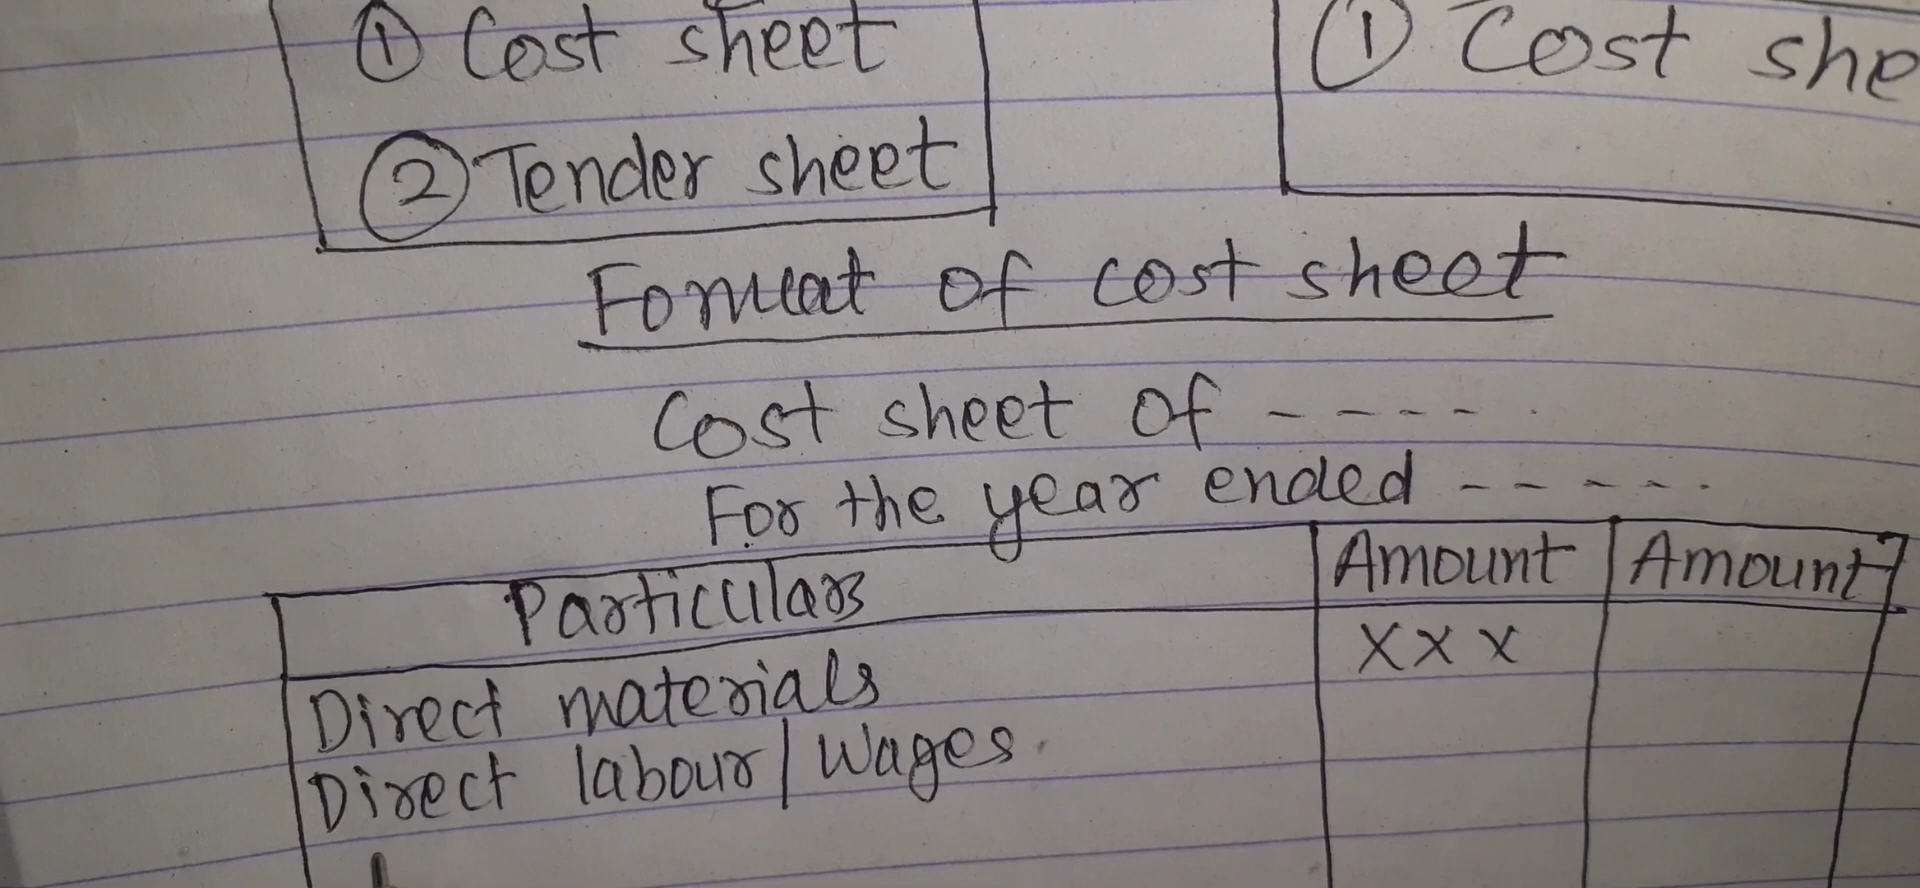 ① Cost sheet
② Tender sheet
① Cost she
Format of cost sheet
Cost sheet of - - - - -
For the year ended - - - - - -
Particulars Amount Amount
Direct materials XXX
Direct labour/Wages.